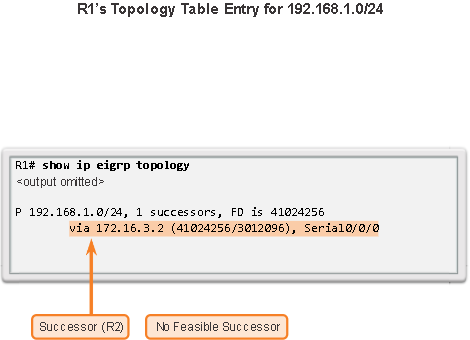 R1's Topology Table Entry for 192.168.1.0/24
R1# show ip eigrp topology
<output omitted>
P 192.168.1.0/24, 1 successors, FD is 41024256
via 172.16.3.2 (41024256/3012096), Serial0/0/0
Successor (R2)
No Feasible Successor